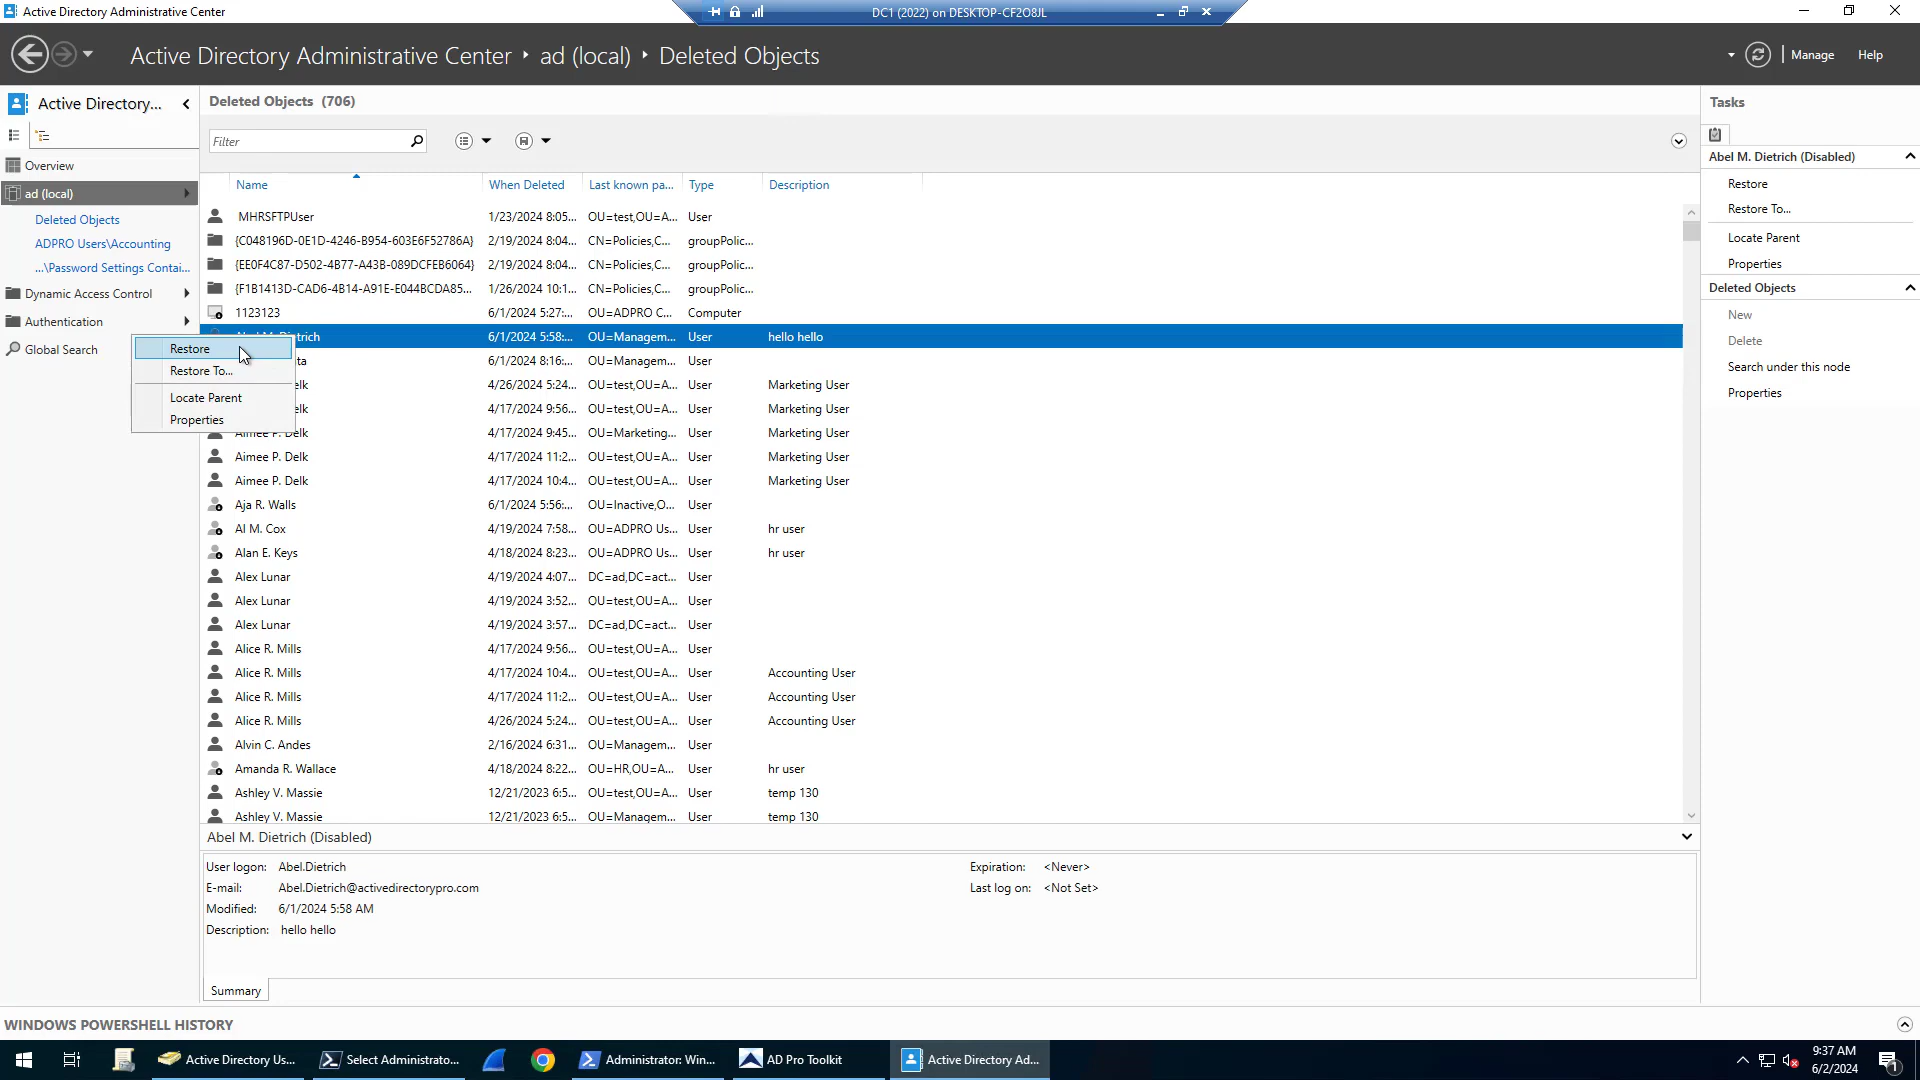 Active Directory Administrative Center
DC1 (2022) on DESKTOP-CF2O8JL
Active Directory Administrative Center ‣ ad (local) ‣ Deleted Objects
Manage
Help
Active Directory...
Overview
ad (local)
Deleted Objects
ADPRO Users\Accounting
...\Password Settings Contai...
Dynamic Access Control
Authentication
Global Search
Restore
Restore To...
Locate Parent
Properties
Deleted Objects (706)
Filter
Name When Deleted Last known pa... Type Description
MHRSFTPUser 1/23/2024 8:05... OU=test,OU=A... User
{C048196D-0E1D-4246-B954-603E6F52786A} 2/19/2024 8:04... CN=Policies,C... groupPolic...
{EE0F4C87-D502-4B77-A43B-089DCFEB6064} 2/19/2024 8:04... CN=Policies,C... groupPolic...
{F1B1413D-CAD6-4B14-A91E-E044BCDA85... 1/26/2024 10:1... CN=Policies,C... groupPolic...
1123123 6/1/2024 5:27:... OU=ADPRO C... Computer
6/1/2024 5:58:... OU=Managem... User hello hello
6/1/2024 8:16:... OU=Managem... User
4/26/2024 5:24... OU=test,OU=A... User Marketing User
4/17/2024 9:56... OU=test,OU=A... User Marketing User
Aimee P. Delk 4/17/2024 9:45... OU=Marketing... User Marketing User
Aimee P. Delk 4/17/2024 11:2... OU=test,OU=A... User Marketing User
Aimee P. Delk 4/17/2024 10:4... OU=test,OU=A... User Marketing User
Aja R. Walls 6/1/2024 5:56:... OU=Inactive,O... User
Al M. Cox 4/19/2024 7:58... OU=ADPRO Us... User hr user
Alan E. Keys 4/18/2024 8:23... OU=ADPRO Us... User hr user
Alex Lunar 4/19/2024 4:07... DC=ad,DC=act... User
Alex Lunar 4/19/2024 3:52... OU=test,OU=A... User
Alex Lunar 4/19/2024 3:57... DC=ad,DC=act... User
Alice R. Mills 4/17/2024 9:56... OU=test,OU=A... User
Alice R. Mills 4/17/2024 10:4... OU=test,OU=A... User Accounting User
Alice R. Mills 4/17/2024 11:2... OU=test,OU=A... User Accounting User
Alice R. Mills 4/26/2024 5:24... OU=test,OU=A... User Accounting User
Alvin C. Andes 2/16/2024 6:31... OU=Managem... User
Amanda R. Wallace 4/18/2024 8:22... OU=HR,OU=A... User hr user
Ashley V. Massie 12/21/2023 6:5... OU=test,OU=A... User temp 130
Ashley V. Massie 12/21/2023 6:5... OU=Managem... User temp 130
Abel M. Dietrich (Disabled)
User logon: Abel.Dietrich
E-mail: Abel.Dietrich@activedirectorypro.com
Modified: 6/1/2024 5:58 AM
Description: hello hello
Expiration: <Never>
Last log on: <Not Set>
Summary
Tasks
Abel M. Dietrich (Disabled)
Restore
Restore To...
Locate Parent
Properties
Deleted Objects
New
Delete
Search under this node
Properties
WINDOWS POWERSHELL HISTORY
Active Directory Us...
Select Administrato...
Administrator: Win...
AD Pro Toolkit
Active Directory Ad...
9:37 AM
6/2/2024
1